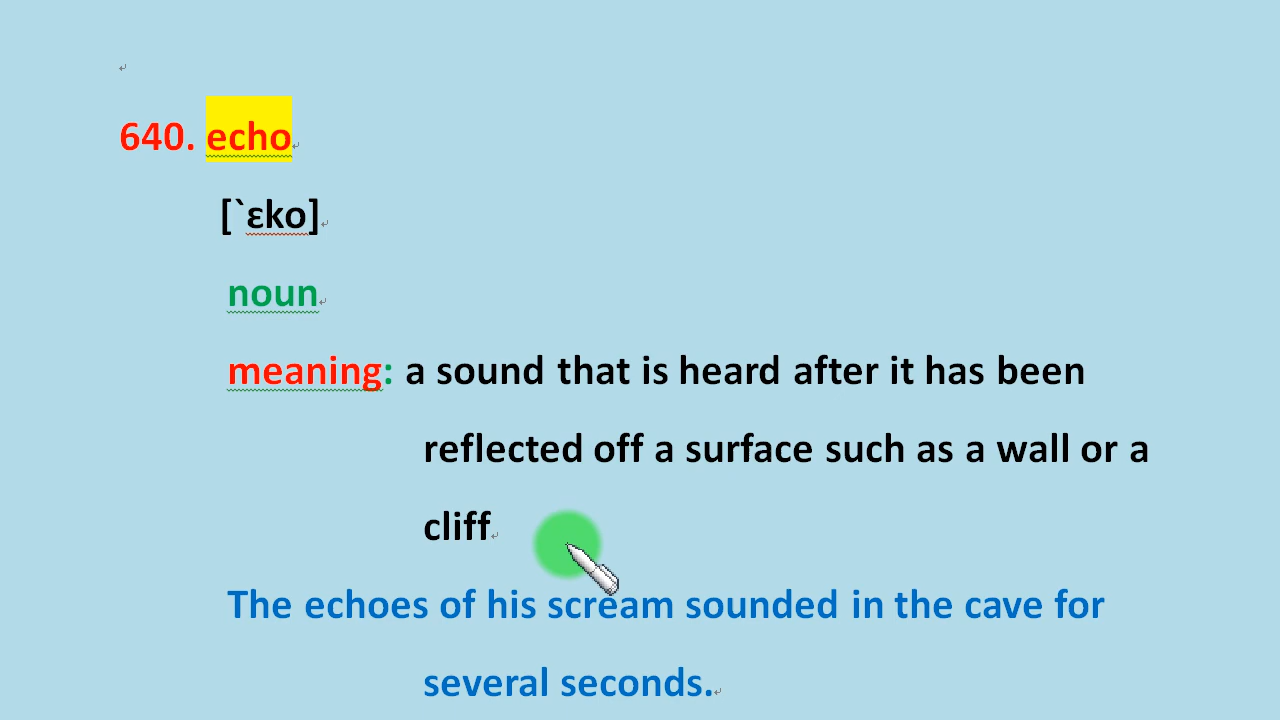 640. echo
[`ɛko]
noun
meaning: a sound that is heard after it has been
reflected off a surface such as a wall or a
cliff
The echoes of his scream sounded in the cave for
several seconds.